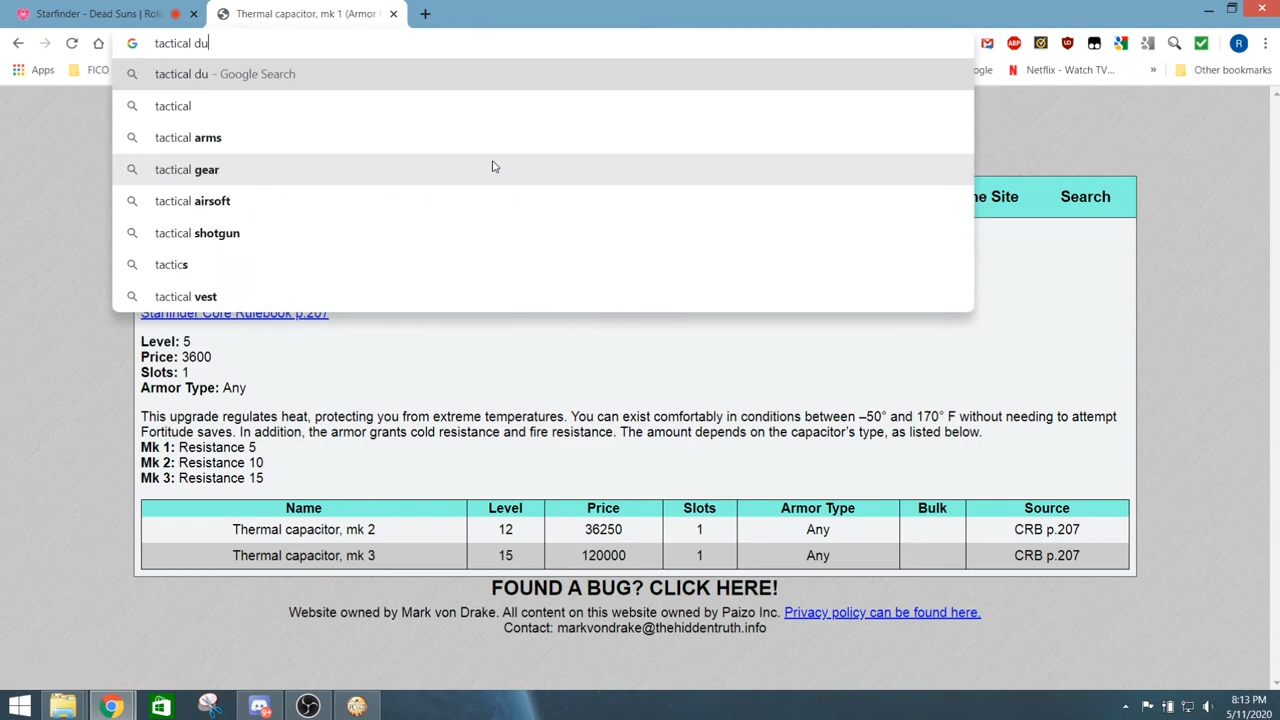 Starfinder - Dead Suns | Roll
Thermal capacitor, mk 1 (Armor
tactical du
Apps
FICO
ogle
Netflix - Watch TV...
Other bookmarks
tactical du - Google Search
tactical
tactical arms
tactical gear
tactical airsoft
tactical shotgun
tactics
tactical vest
ne Site
Search
Starfinder Core Rulebook p.207
Level: 5
Price: 3600
Slots: 1
Armor Type: Any
This upgrade regulates heat, protecting you from extreme temperatures. You can exist comfortably in conditions between –50° and 170° F without needing to attempt
Fortitude saves. In addition, the armor grants cold resistance and fire resistance. The amount depends on the capacitor's type, as listed below.
Mk 1: Resistance 5
Mk 2: Resistance 10
Mk 3: Resistance 15
Name Level Price Slots Armor Type Bulk Source
Thermal capacitor, mk 2 12 36250 1 Any CRB p.207
Thermal capacitor, mk 3 15 120000 1 Any CRB p.207
FOUND A BUG? CLICK HERE!
Website owned by Mark von Drake. All content on this website owned by Paizo Inc. Privacy policy can be found here.
Contact: markvondrake@thehiddentruth.info
8:13 PM
5/11/2020